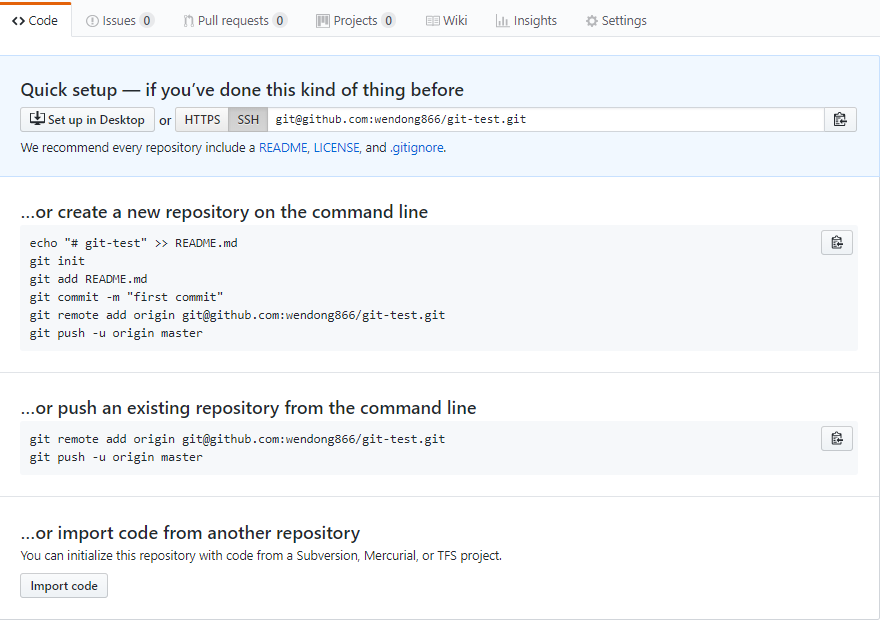 Code Issues 0 Pull requests 0 Projects 0 Wiki Insights Settings
Quick setup — if you’ve done this kind of thing before
Set up in Desktop or HTTPS SSH git@github.com:wendong866/git-test.git
We recommend every repository include a README, LICENSE, and .gitignore.
…or create a new repository on the command line
echo "# git-test" >> README.md
git init
git add README.md
git commit -m "first commit"
git remote add origin git@github.com:wendong866/git-test.git
git push -u origin master
…or push an existing repository from the command line
git remote add origin git@github.com:wendong866/git-test.git
git push -u origin master
…or import code from another repository
You can initialize this repository with code from a Subversion, Mercurial, or TFS project.
Import code